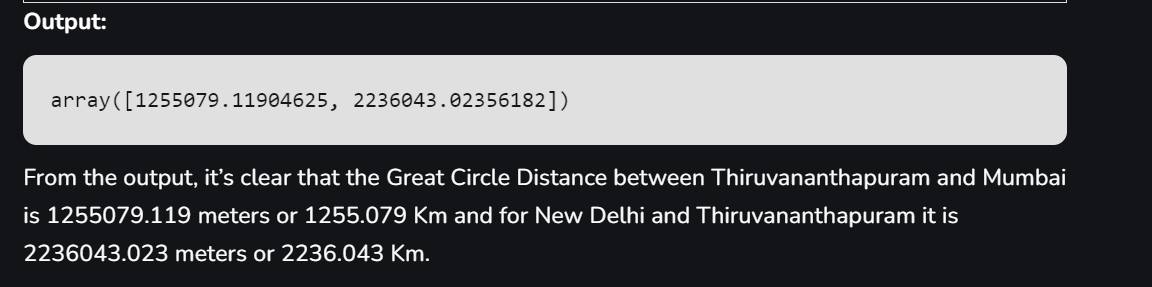 Output:
array([1255079.11904625, 2236043.02356182])
From the output, it’s clear that the Great Circle Distance between Thiruvananthapuram and Mumbai
is 1255079.119 meters or 1255.079 Km and for New Delhi and Thiruvananthapuram it is
2236043.023 meters or 2236.043 Km.